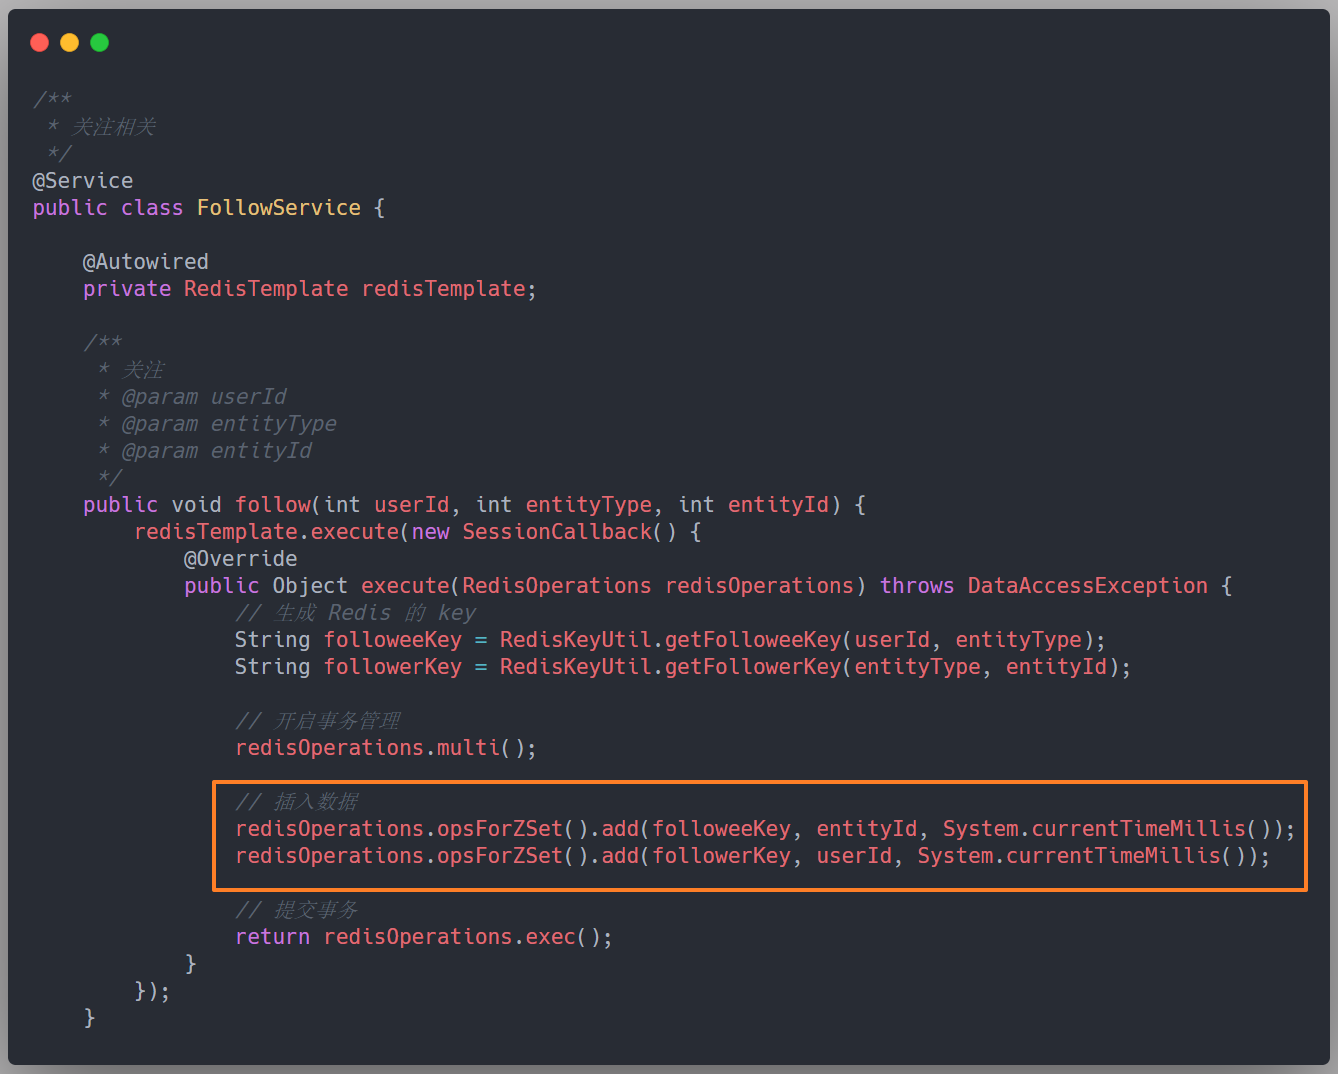 /**
 * 关注相关
 */
@Service
public class FollowService {
    @Autowired
    private RedisTemplate redisTemplate;
    /**
     * 关注
     * @param userId
     * @param entityType
     * @param entityId
     */
    public void follow(int userId, int entityType, int entityId) {
        redisTemplate.execute(new SessionCallback() {
            @Override
            public Object execute(RedisOperations redisOperations) throws DataAccessException {
                // 生成 Redis 的 key
                String followeeKey = RedisKeyUtil.getFolloweeKey(userId, entityType);
                String followerKey = RedisKeyUtil.getFollowerKey(entityType, entityId);
                // 开启事务管理
                redisOperations.multi();
                // 插入数据
                redisOperations.opsForZSet().add(followeeKey, entityId, System.currentTimeMillis());
                redisOperations.opsForZSet().add(followerKey, userId, System.currentTimeMillis());
                // 提交事务
                return redisOperations.exec();
            }
        });
    }